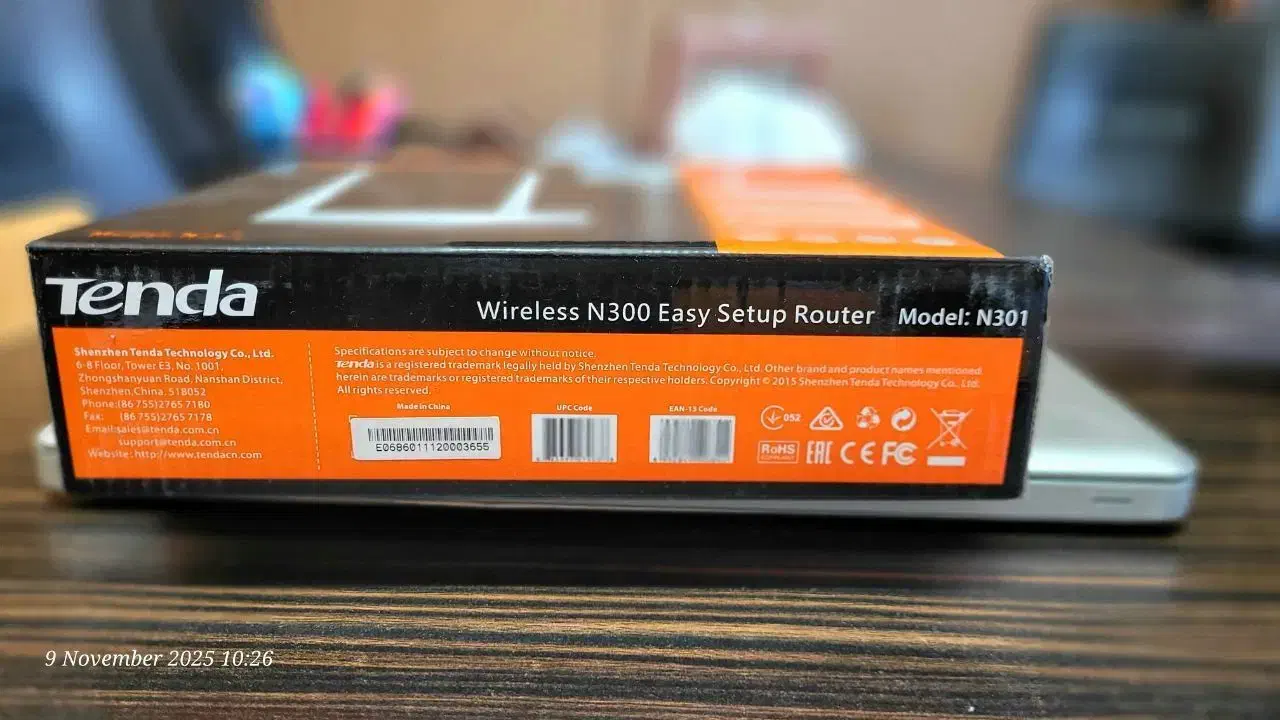 Tenda
Wireless N300 Easy Setup Router Model: N301
Shenzhen Tenda Technology Co., Ltd.
6-8 Floor, Tower E3, No.1001,
Zhongshanyuan Road, Nanshan District,
Shenzhen,China. 518052
Phone:(86 755)2765 7180
Fax: (86 755)2765 7178
Email:sales@tenda.com.cn
support@tenda.com.cn
Website: http://www.tendacn.com
Specifications are subject to change without notice.
Tenda is a registered trademark legally held by Shenzhen Tenda Technology Co., Ltd. Other brand and product names mentioned
herein are trademarks or registered trademarks of their respective holders. Copyright © 2015 Shenzhen Tenda Technology Co., Ltd.
All rights reserved.
Made in China
E0686011120003655
UPC Code
EAN-13 Code
052
RoHS
COMPLIANT
EAC CE FC
9 November 2025 10:26